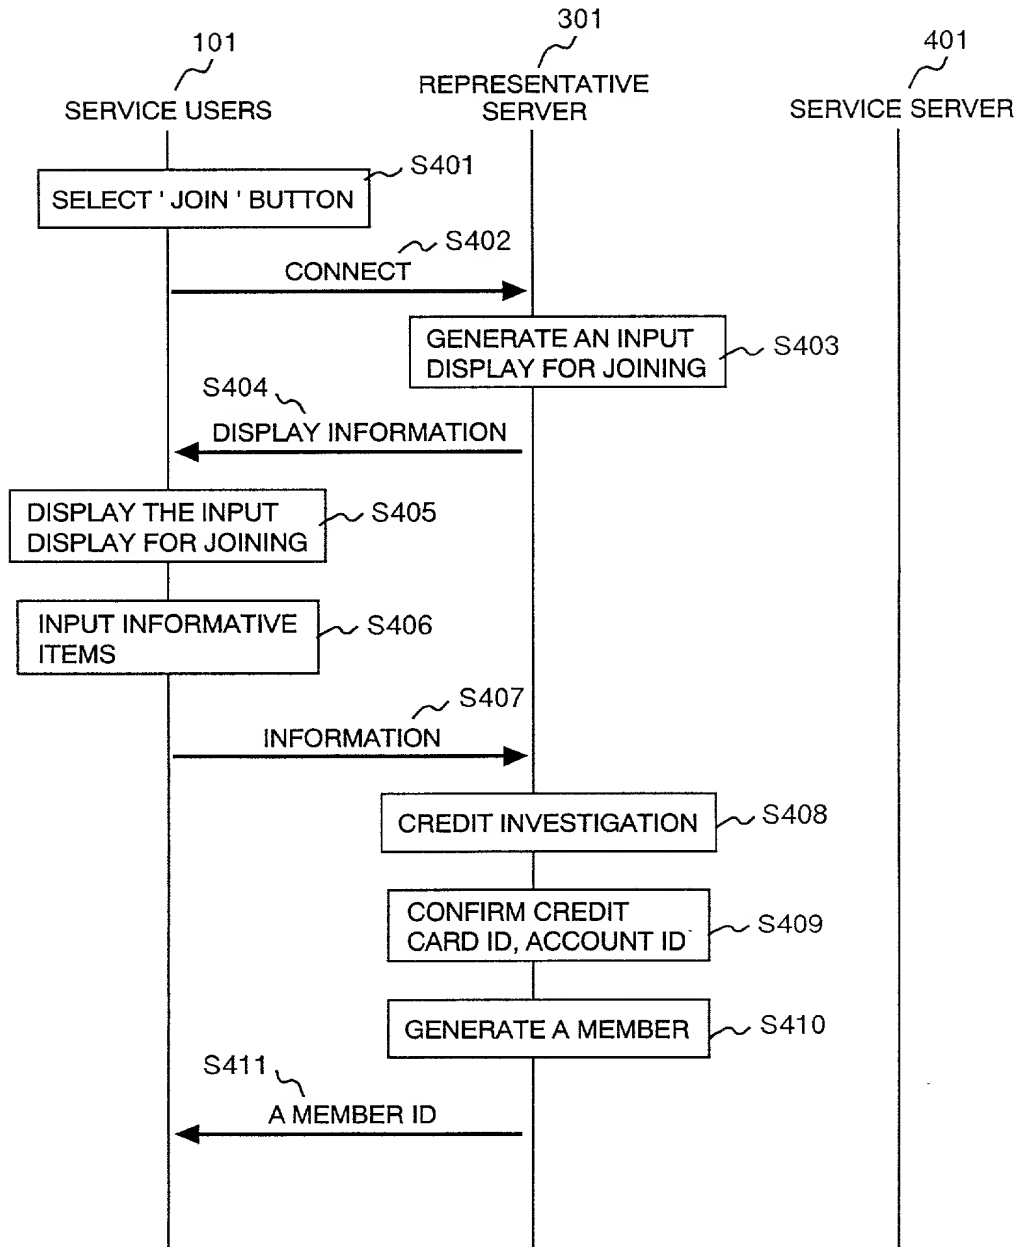 101
SERVICE USERS
301
REPRESENTATIVE
SERVER
401
SERVICE SERVER
S401
SELECT ' JOIN ' BUTTON
S402
CONNECT
GENERATE AN INPUT
DISPLAY FOR JOINING
S403
S404
DISPLAY INFORMATION
DISPLAY THE INPUT
DISPLAY FOR JOINING
S405
INPUT INFORMATIVE
ITEMS
S406
S407
INFORMATION
CREDIT INVESTIGATION
S408
CONFIRM CREDIT
CARD ID, ACCOUNT ID
S409
GENERATE A MEMBER
S410
S411
A MEMBER ID